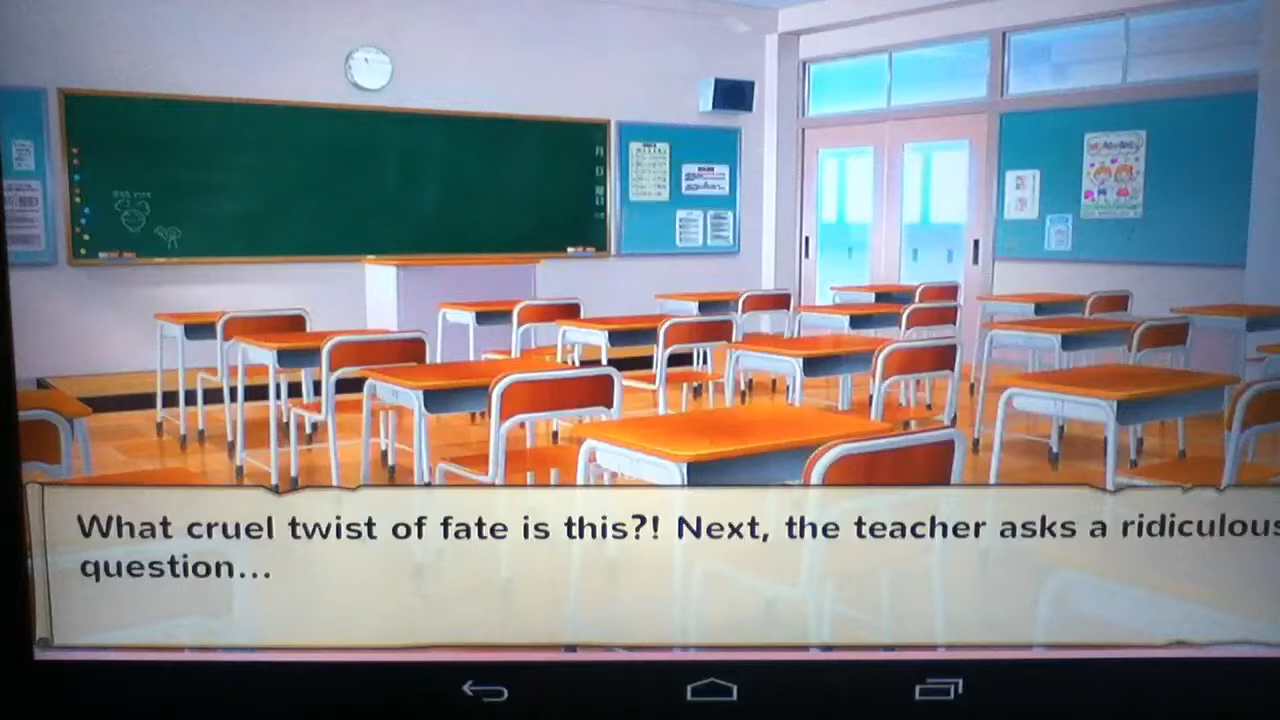 What cruel twist of fate is this?! Next, the teacher asks a ridiculous
question...